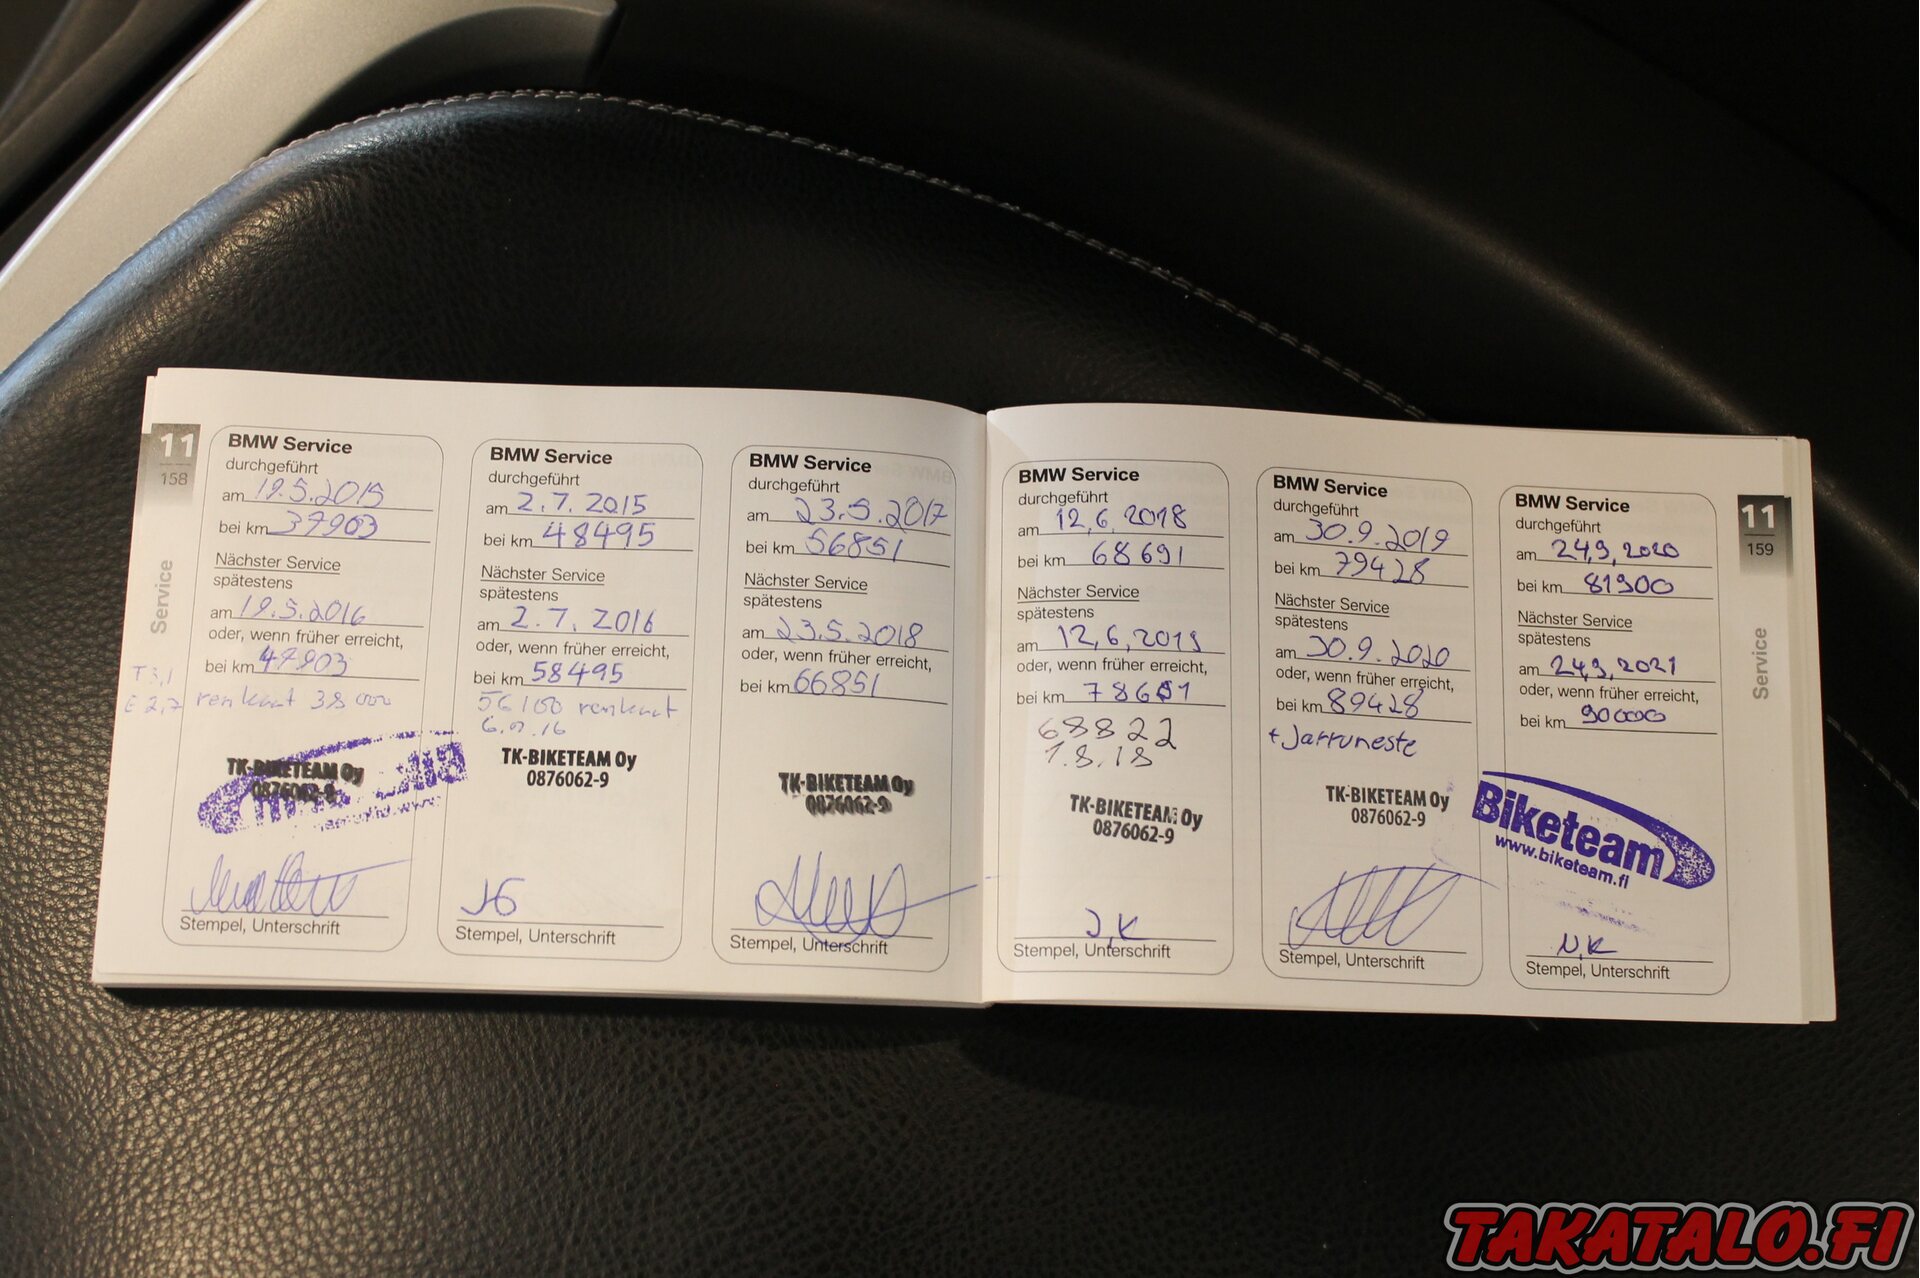 11
158
Service
BMW Service
durchgeführt
am 19.5.2015
bei km 37903
Nächster Service
spätestens
am 19.5.2016
oder, wenn früher erreicht,
bei km 47903
T 3,1
E 2,7 renkaat 38 000
TK-BIKETEAM Oy
0876062-9
Stempel, Unterschrift
BMW Service
durchgeführt
am 2.7.2015
bei km 48495
Nächster Service
spätestens
am 2.7.2016
oder, wenn früher erreicht,
bei km 58495
56100 renkaat
TK-BIKETEAM Oy
0876062-9
Stempel, Unterschrift
BMW Service
durchgeführt
am 23.5.2017
bei km 56851
Nächster Service
spätestens
am 23.5.2018
oder, wenn früher erreicht,
bei km 66851
TK-BIKETEAM Oy
0876062-9
Stempel, Unterschrift
BMW Service
durchgeführt
am 12,6,2018
bei km 68691
Nächster Service
spätestens
am 12,6,2019
oder, wenn früher erreicht,
bei km 78691
68822
1.8.18
TK-BIKETEAM Oy
0876062-9
J,K
Stempel, Unterschrift
BMW Service
durchgeführt
am 30.9.2019
bei km 79428
Nächster Service
spätestens
am 30.9.2020
oder, wenn früher erreicht,
bei km 89428
+Jarruneste
TK-BIKETEAM Oy
0876062-9
Stempel, Unterschrift
BMW Service
durchgeführt
am 24,9,2020
bei km 81900
Nächster Service
spätestens
am 24,9,2021
oder, wenn früher erreicht,
bei km 90000
Biketeam
www.biketeam.fi
N,K
Stempel, Unterschrift
11
159
Service
TAKATALO.FI